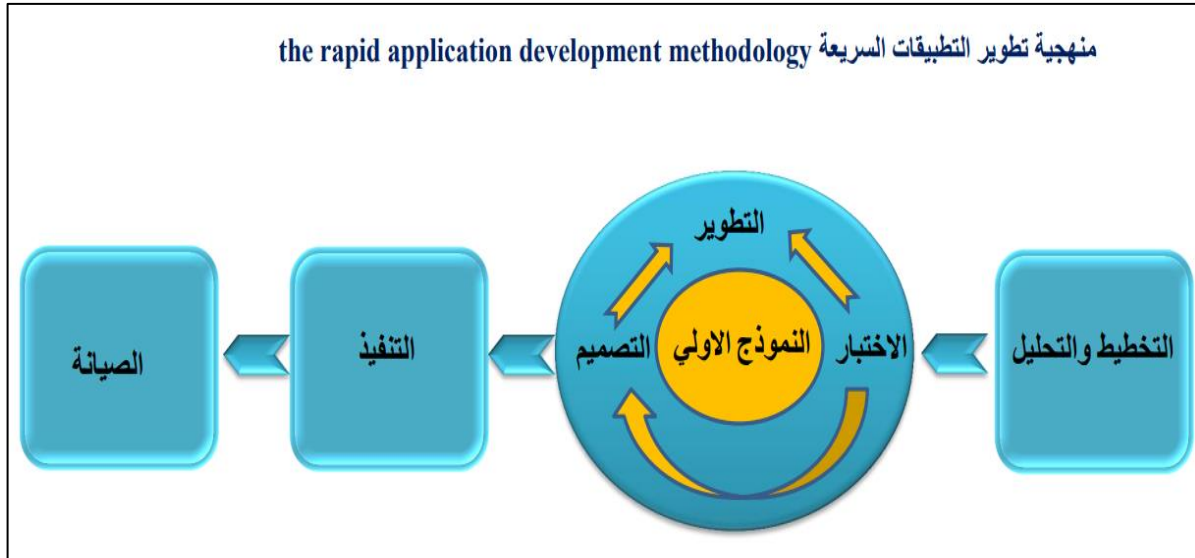 منهجية تطوير التطبيقات السريعة the rapid application development methodology
التخطيط والتحليل
التطوير
الاختبار
النموذج الاولي
التصميم
التنفيذ
الصيانة